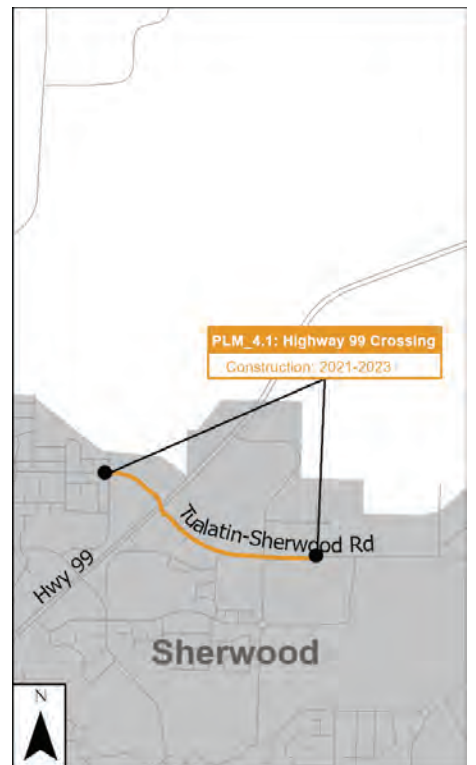 PLM_4.1: Highway 99 Crossing
Construction: 2021-2023
Tualatin-Sherwood Rd
Hwy 99
Sherwood
N